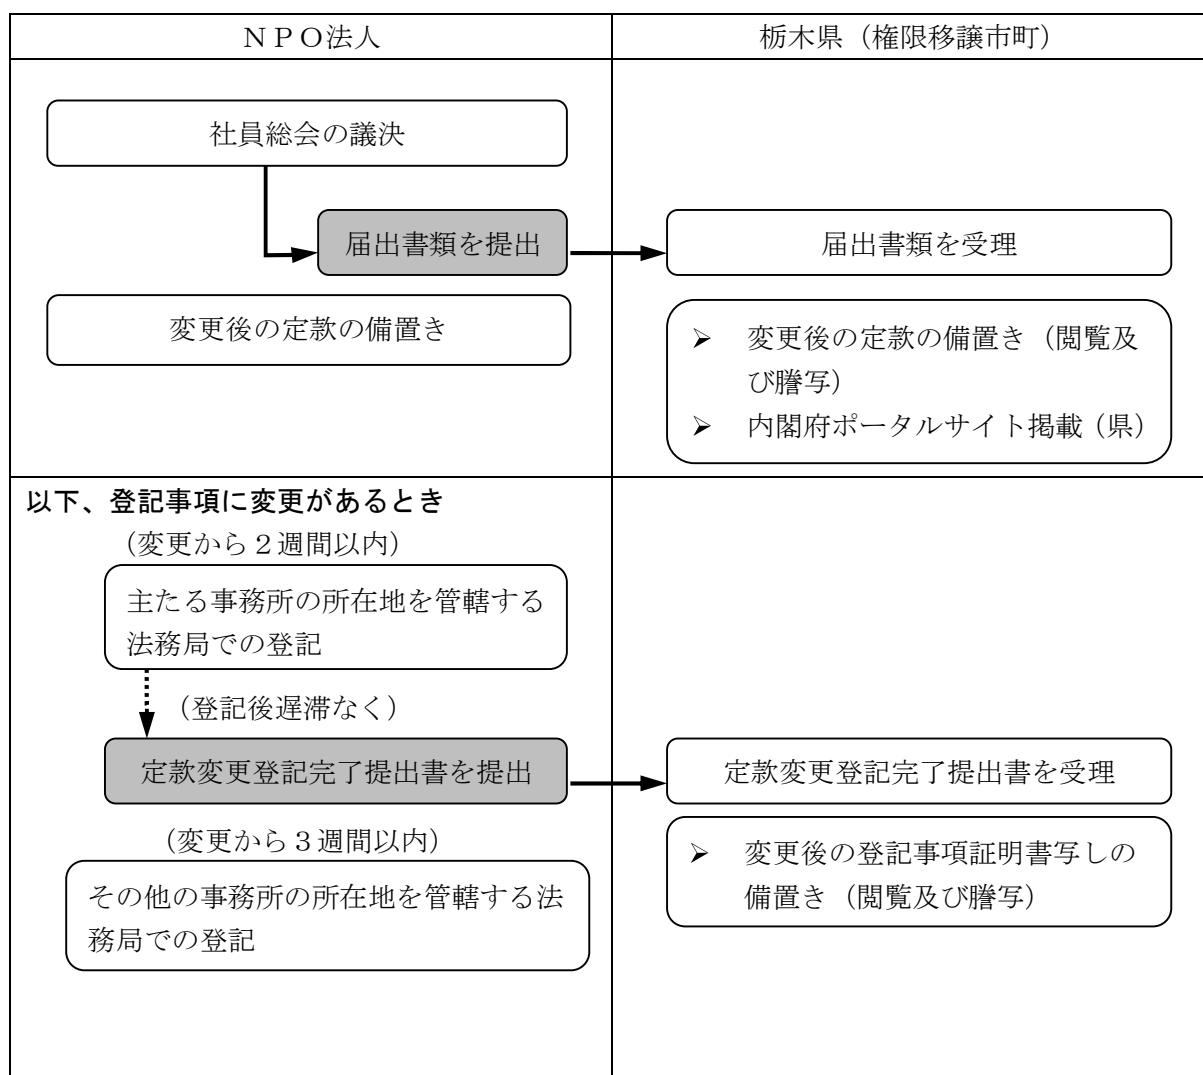 ＮＰＯ法人
栃木県（権限移譲市町）
社員総会の議決
届出書類を提出
届出書類を受理
変更後の定款の備置き
➢ 変更後の定款の備置き（閲覧及
び謄写）
➢ 内閣府ポータルサイト掲載（県）
以下、登記事項に変更があるとき
（変更から２週間以内）
主たる事務所の所在地を管轄する
法務局での登記
（登記後遅滞なく）
定款変更登記完了提出書を提出
定款変更登記完了提出書を受理
（変更から３週間以内）
その他の事務所の所在地を管轄する法
務局での登記
➢ 変更後の登記事項証明書写しの
備置き（閲覧及び謄写）